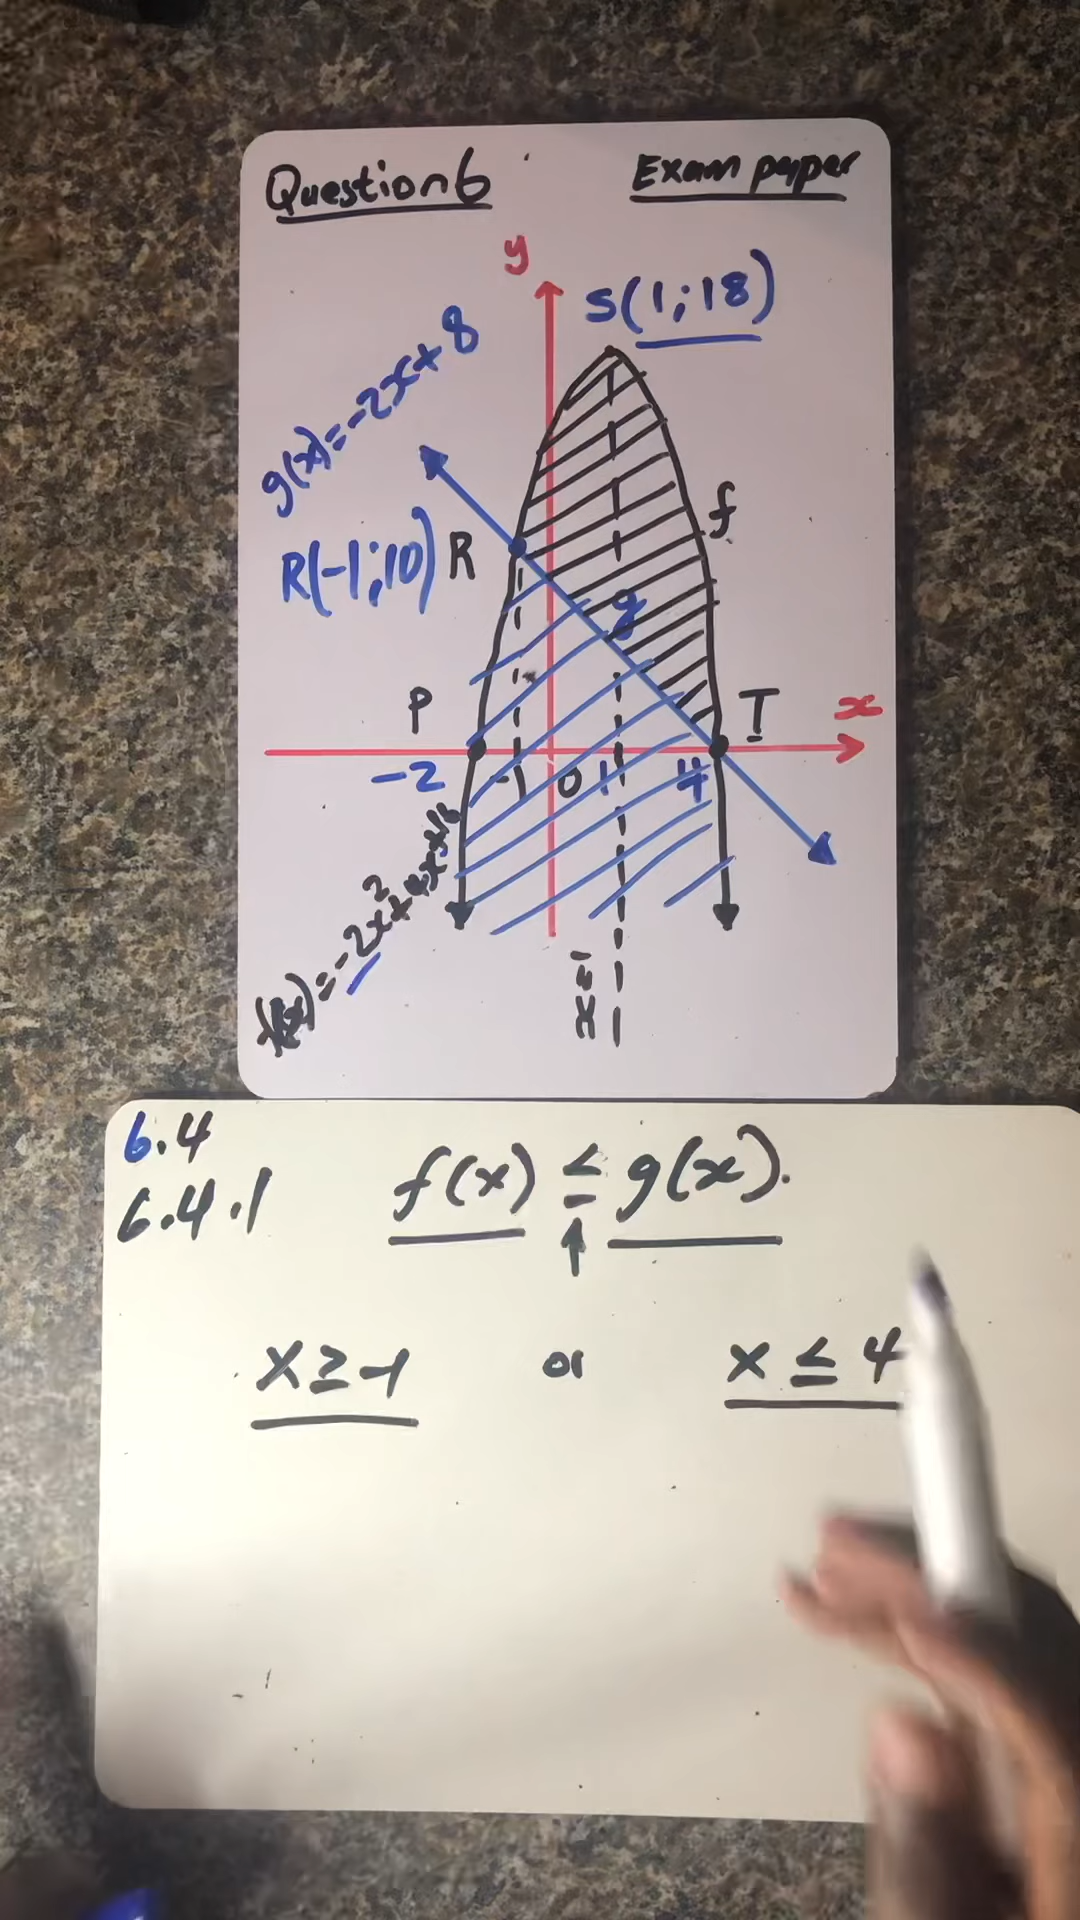 Question 6
Exam paper
y
S(1;18)
g(x)=-2x+8
f
R(-1;10)
R
g
P
T
x
-2
-1
0
1
4
f(x)=-2x²+4x+16
x=1
6.4
6.4.1
f(x) ≤ g(x).
x≥-1 or x ≤ 4